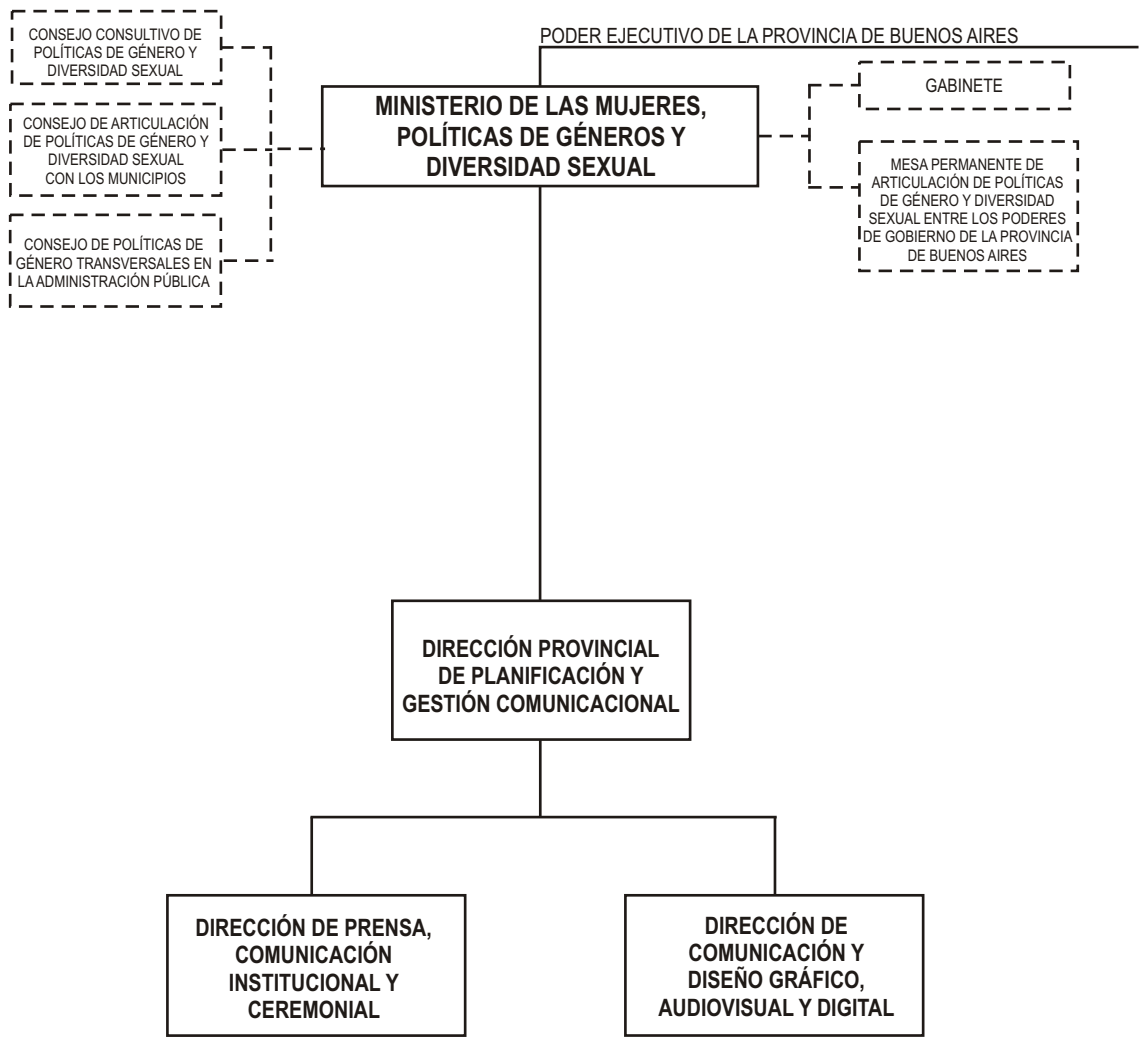 PODER EJECUTIVO DE LA PROVINCIA DE BUENOS AIRES
CONSEJO CONSULTIVO DE
POLÍTICAS DE GÉNERO Y
DIVERSIDAD SEXUAL
CONSEJO DE ARTICULACIÓN
DE POLÍTICAS DE GÉNERO Y
DIVERSIDAD SEXUAL
CON LOS MUNICIPIOS
CONSEJO DE POLÍTICAS DE
GÉNERO TRANSVERSALES EN
LA ADMINISTRACIÓN PÚBLICA
MINISTERIO DE LAS MUJERES,
POLÍTICAS DE GÉNEROS Y
DIVERSIDAD SEXUAL
GABINETE
MESA PERMANENTE DE
ARTICULACIÓN DE POLÍTICAS
DE GÉNERO Y DIVERSIDAD
SEXUAL ENTRE LOS PODERES
DE GOBIERNO DE LA PROVINCIA
DE BUENOS AIRES
DIRECCIÓN PROVINCIAL
DE PLANIFICACIÓN Y
GESTIÓN COMUNICACIONAL
DIRECCIÓN DE PRENSA,
COMUNICACIÓN
INSTITUCIONAL Y
CEREMONIAL
DIRECCIÓN DE
COMUNICACIÓN Y
DISEÑO GRÁFICO,
AUDIOVISUAL Y DIGITAL